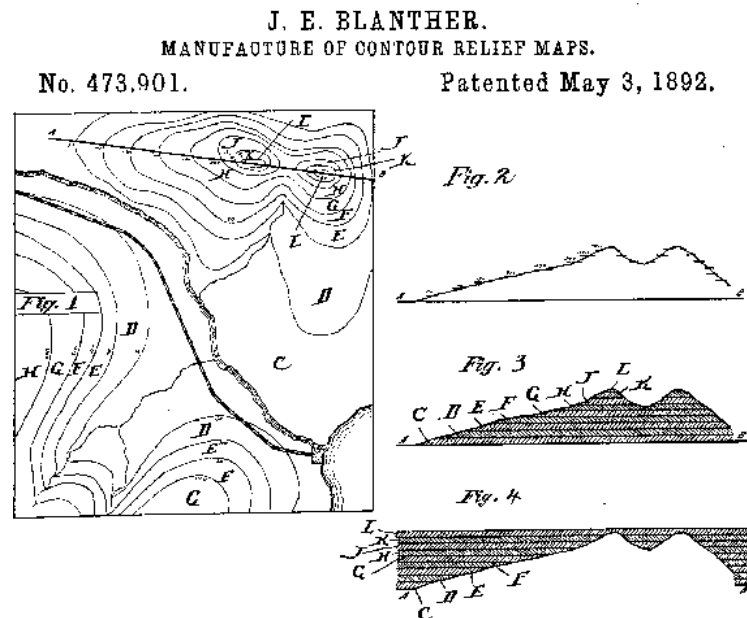 J. E. BLANTHER.
MANUFACTURE OF CONTOUR RELIEF MAPS.
No. 473,901.
Patented May 3, 1892.
L
A
J
J
K
K
H
B
H
G
F
L
E
Fig. 2
D
Fig. 1
D
A
B
C
Fig. 3
H G F E
L
J
K
H
G
F
E
D
C
D
A
B
E
F
Fig. 4
G
L
K
J
H
G
F
E
D
A
C